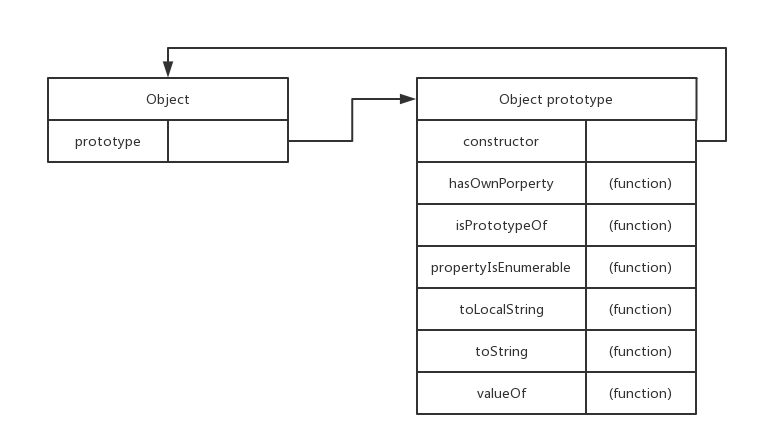 Object
prototype
Object prototype
constructor
hasOwnPorperty (function)
isPrototypeOf (function)
propertyIsEnumerable (function)
toLocalString (function)
toString (function)
valueOf (function)